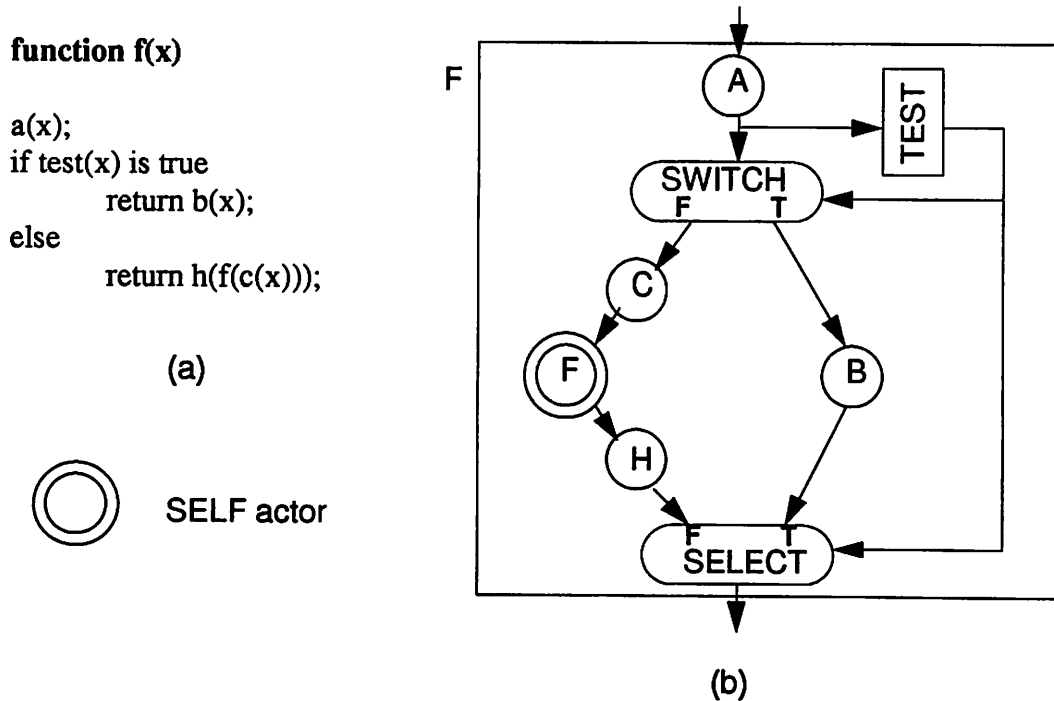 function f(x)
a(x);
if test(x) is true
return b(x);
else
return h(f(c(x)));
(a)
SELF actor
F
A
TEST
SWITCH
F T
C
F
B
H
F T
SELECT
(b)